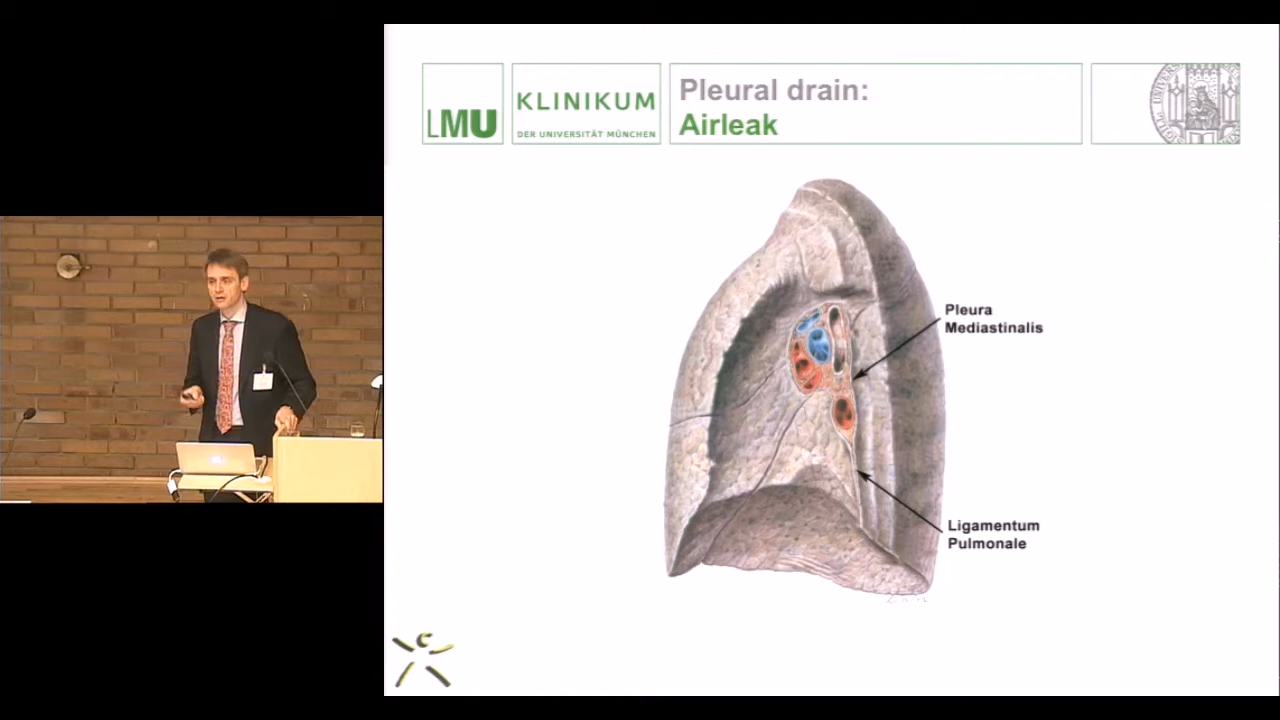 LMU
KLINIKUM
DER UNIVERSITÄT MÜNCHEN
Pleural drain:
Airleak
Pleura
Mediastinalis
Ligamentum
Pulmonale